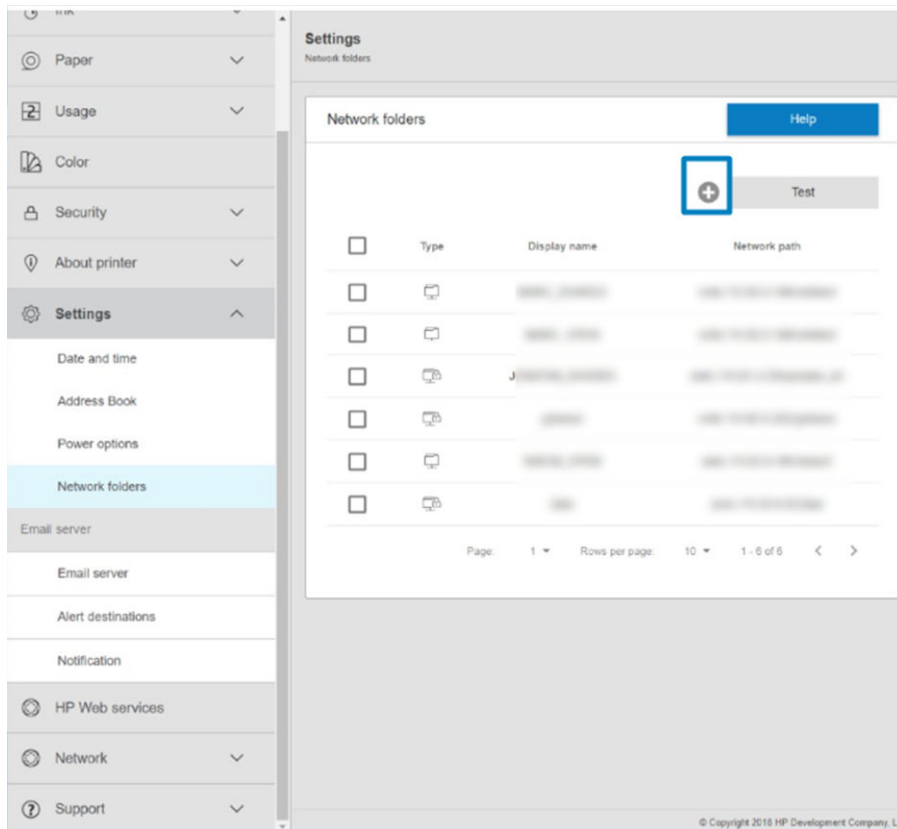 Ink
Paper
Usage
Color
Security
About printer
Settings
Date and time
Address Book
Power options
Network folders
Email server
Email server
Alert destinations
Notification
HP Web services
Network
Support
Settings
Network folders
Network folders
Help
Test
Type Display name Network path
Page: 1 Rows per page: 10 1 - 6 of 6
© Copyright 2018 HP Development Company, L